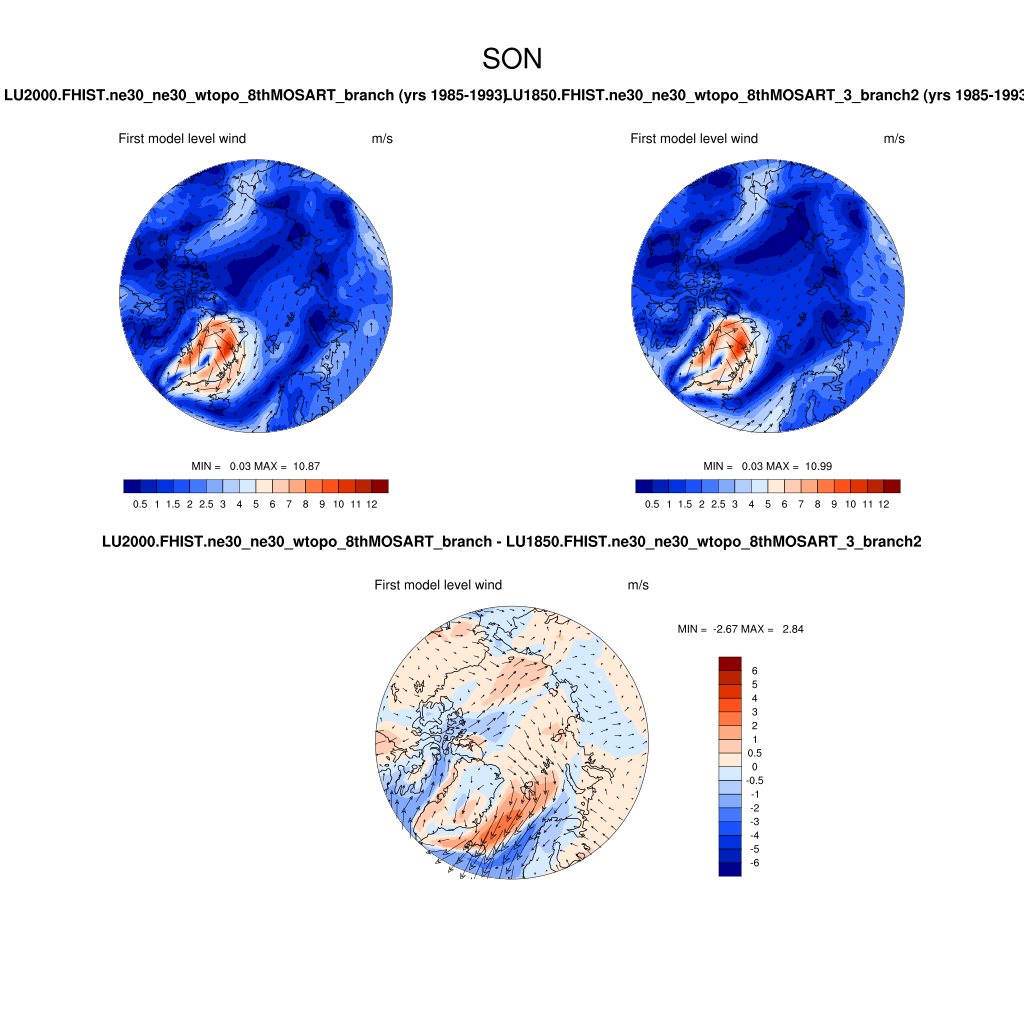 SON
LU2000.FHIST.ne30_ne30_wtopo_8thMOSART_branch (yrs 1985-1993)
LU1850.FHIST.ne30_ne30_wtopo_8thMOSART_3_branch2 (yrs 1985-1993
First model level wind m/s
First model level wind m/s
MIN = 0.03 MAX = 10.87
MIN = 0.03 MAX = 10.99
0.5 1 1.5 2 2.5 3 4 5 6 7 8 9 10 11 12
0.5 1 1.5 2 2.5 3 4 5 6 7 8 9 10 11 12
LU2000.FHIST.ne30_ne30_wtopo_8thMOSART_branch - LU1850.FHIST.ne30_ne30_wtopo_8thMOSART_3_branch2
First model level wind m/s
MIN = -2.67 MAX = 2.84
6
5
4
3
2
1
0.5
0
-0.5
-1
-2
-3
-4
-5
-6